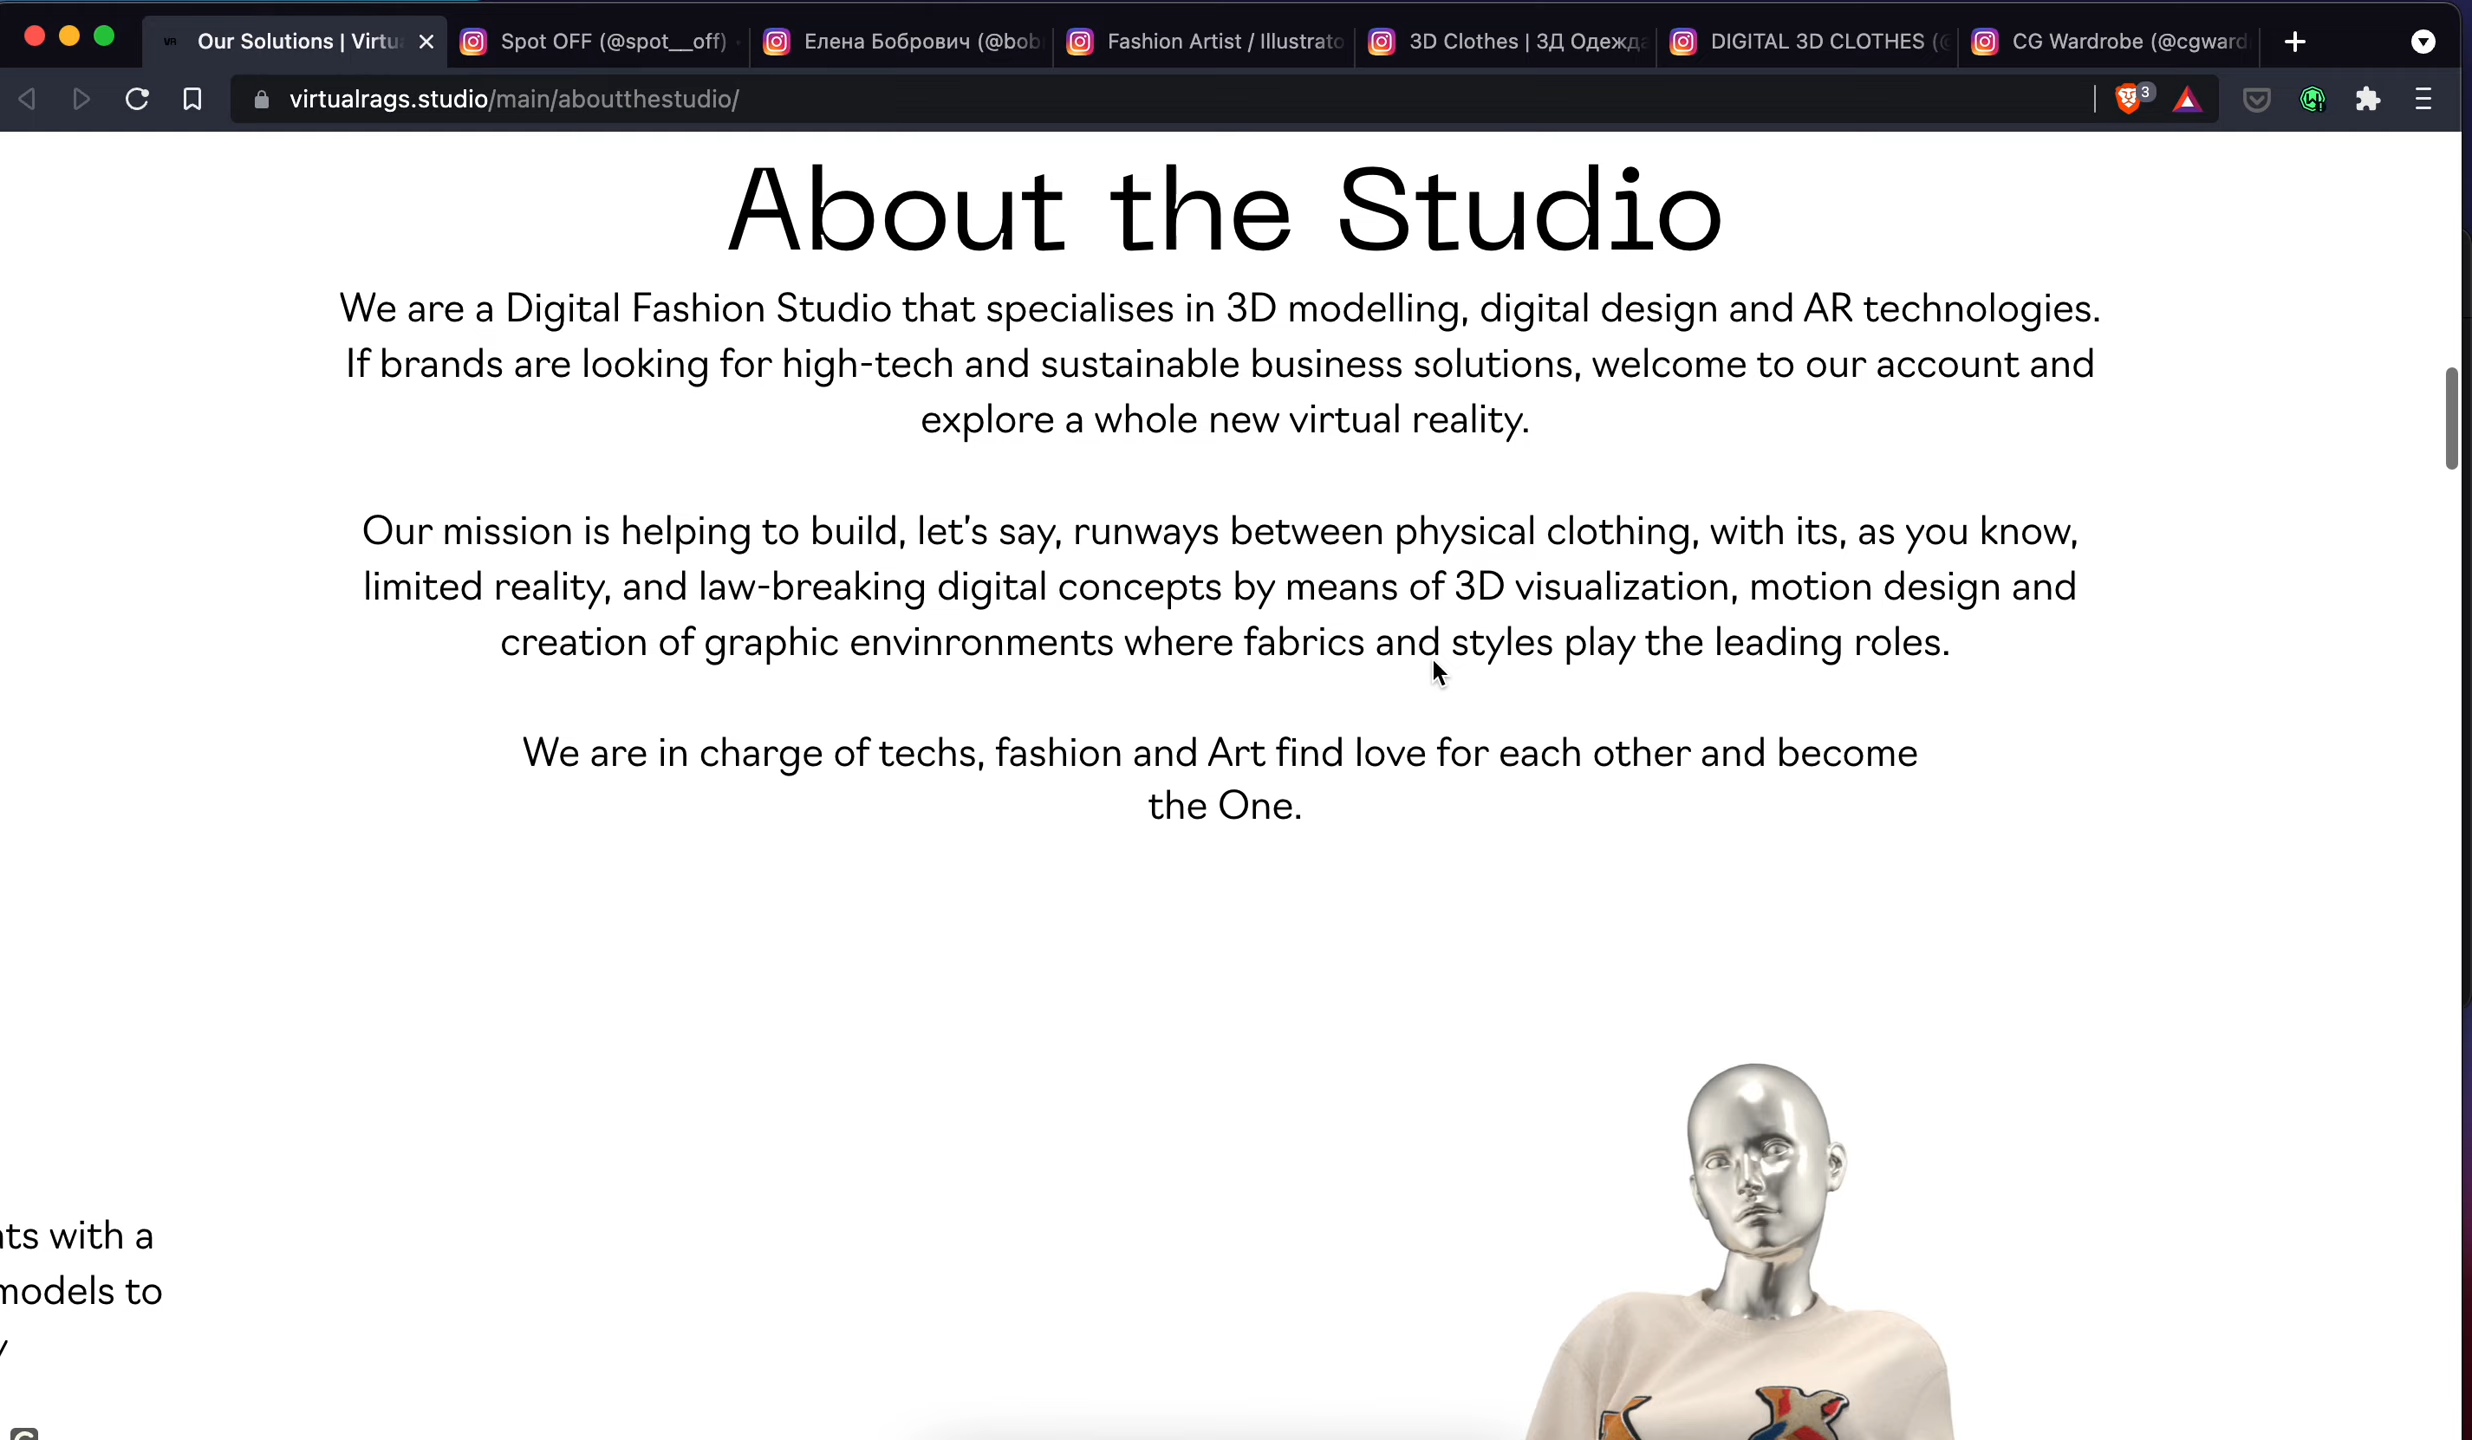 Our Solutions | Virtu
Spot OFF (@spot__off)
Елена Бобрович (@bob
Fashion Artist / Illustrato
3D Clothes | 3Д Одежда
DIGITAL 3D CLOTHES (@
CG Wardrobe (@cgward
virtualrags.studio/main/aboutthestudio/
3
About the Studio
We are a Digital Fashion Studio that specialises in 3D modelling, digital design and AR technologies.
If brands are looking for high-tech and sustainable business solutions, welcome to our account and
explore a whole new virtual reality.
Our mission is helping to build, let's say, runways between physical clothing, with its, as you know,
limited reality, and law-breaking digital concepts by means of 3D visualization, motion design and
creation of graphic envinronments where fabrics and styles play the leading roles.
We are in charge of techs, fashion and Art find love for each other and become
the One.
with a
models to